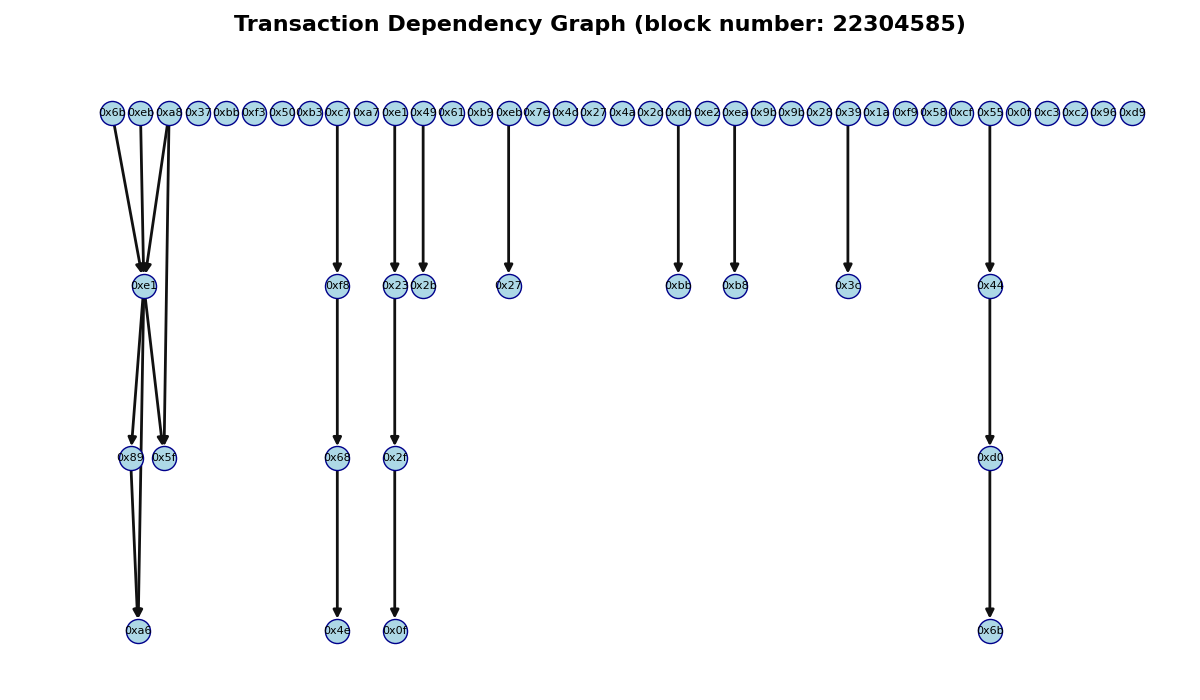 Transaction Dependency Graph (block number: 22304585)
0x6b 0xeb 0xa8 0x37 0xbb 0xf3 0x50 0xb3 0xc7 0xa7 0xe1 0x49 0x61 0xb9 0xeb 0x7e 0x4d 0x27 0x4a 0x2d 0xdb 0xe2 0xea 0x9b 0x9b 0x28 0x39 0x1a 0xf9 0x58 0xcf 0x55 0x0f 0xc3 0xc2 0x96 0xd9
0xe1 0xf8 0x23 0x2b 0x27 0xbb 0xb8 0x3c 0x44
0x89 0x5f 0x68 0x2f 0xd0
0xa6 0x4e 0x0f 0x6b